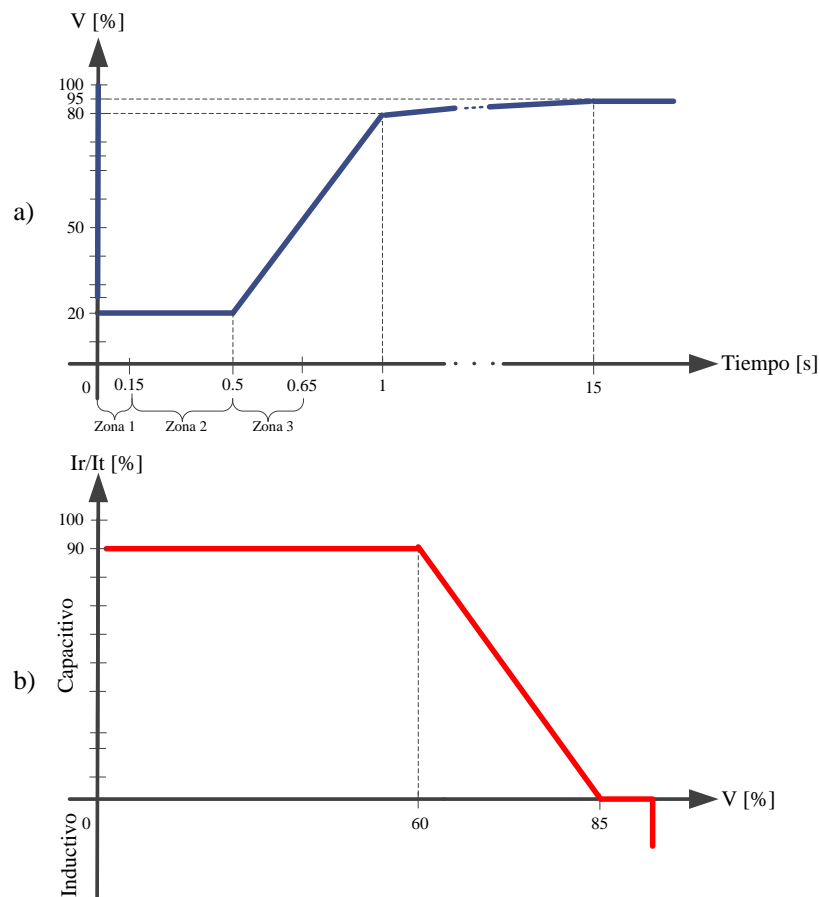 V [%]
100
95
80
a)
50
20
Tiempo [s]
0
0.15
0.5
0.65
1
15
Zona 1
Zona 2
Zona 3
Ir/It [%]
100
90
Capacitivo
b)
V [%]
0
60
85
Inductivo